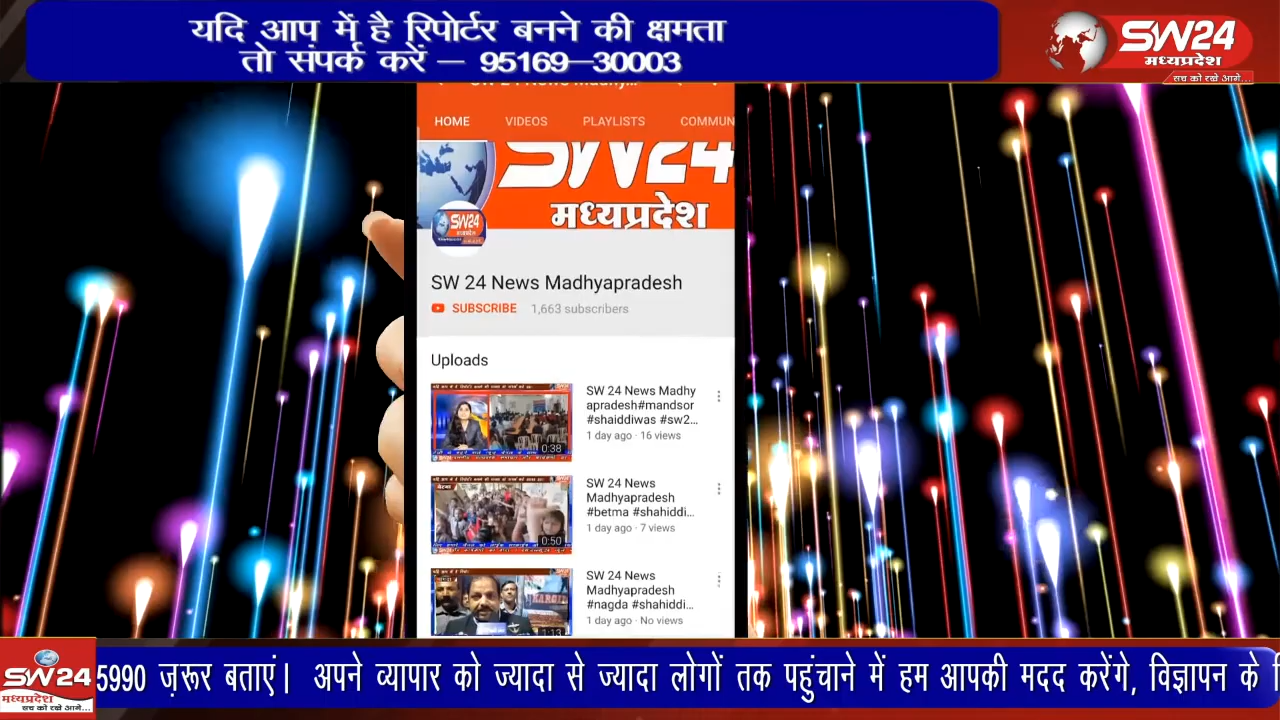 यदि आप में है रिपोर्टर बनने की क्षमता
तो संपर्क करें – 95169–30003
SW24
मध्यप्रदेश
सच को रखे आगे...
HOME VIDEOS PLAYLISTS COMMUN
SW24
मध्यप्रदेश
SW24
SW 24 News Madhyapradesh
SUBSCRIBE 1,663 subscribers
Uploads
SW 24 News Madhy
apradesh#mandsor
#shaiddiwas #sw2...
1 day ago · 16 views
0:38
SW 24 News
Madhyapradesh
#betma #shahiddi...
1 day ago · 7 views
0:50
SW 24 News
Madhyapradesh
#nagda #shahiddi...
1 day ago · No views
1:13
SW24
मध्यप्रदेश
सच को रखे आगे...
5990 ज़रूर बताएं। अपने व्यापार को ज्यादा से ज्यादा लोगों तक पहुंचाने में हम आपकी मदद करेंगे, विज्ञापन के